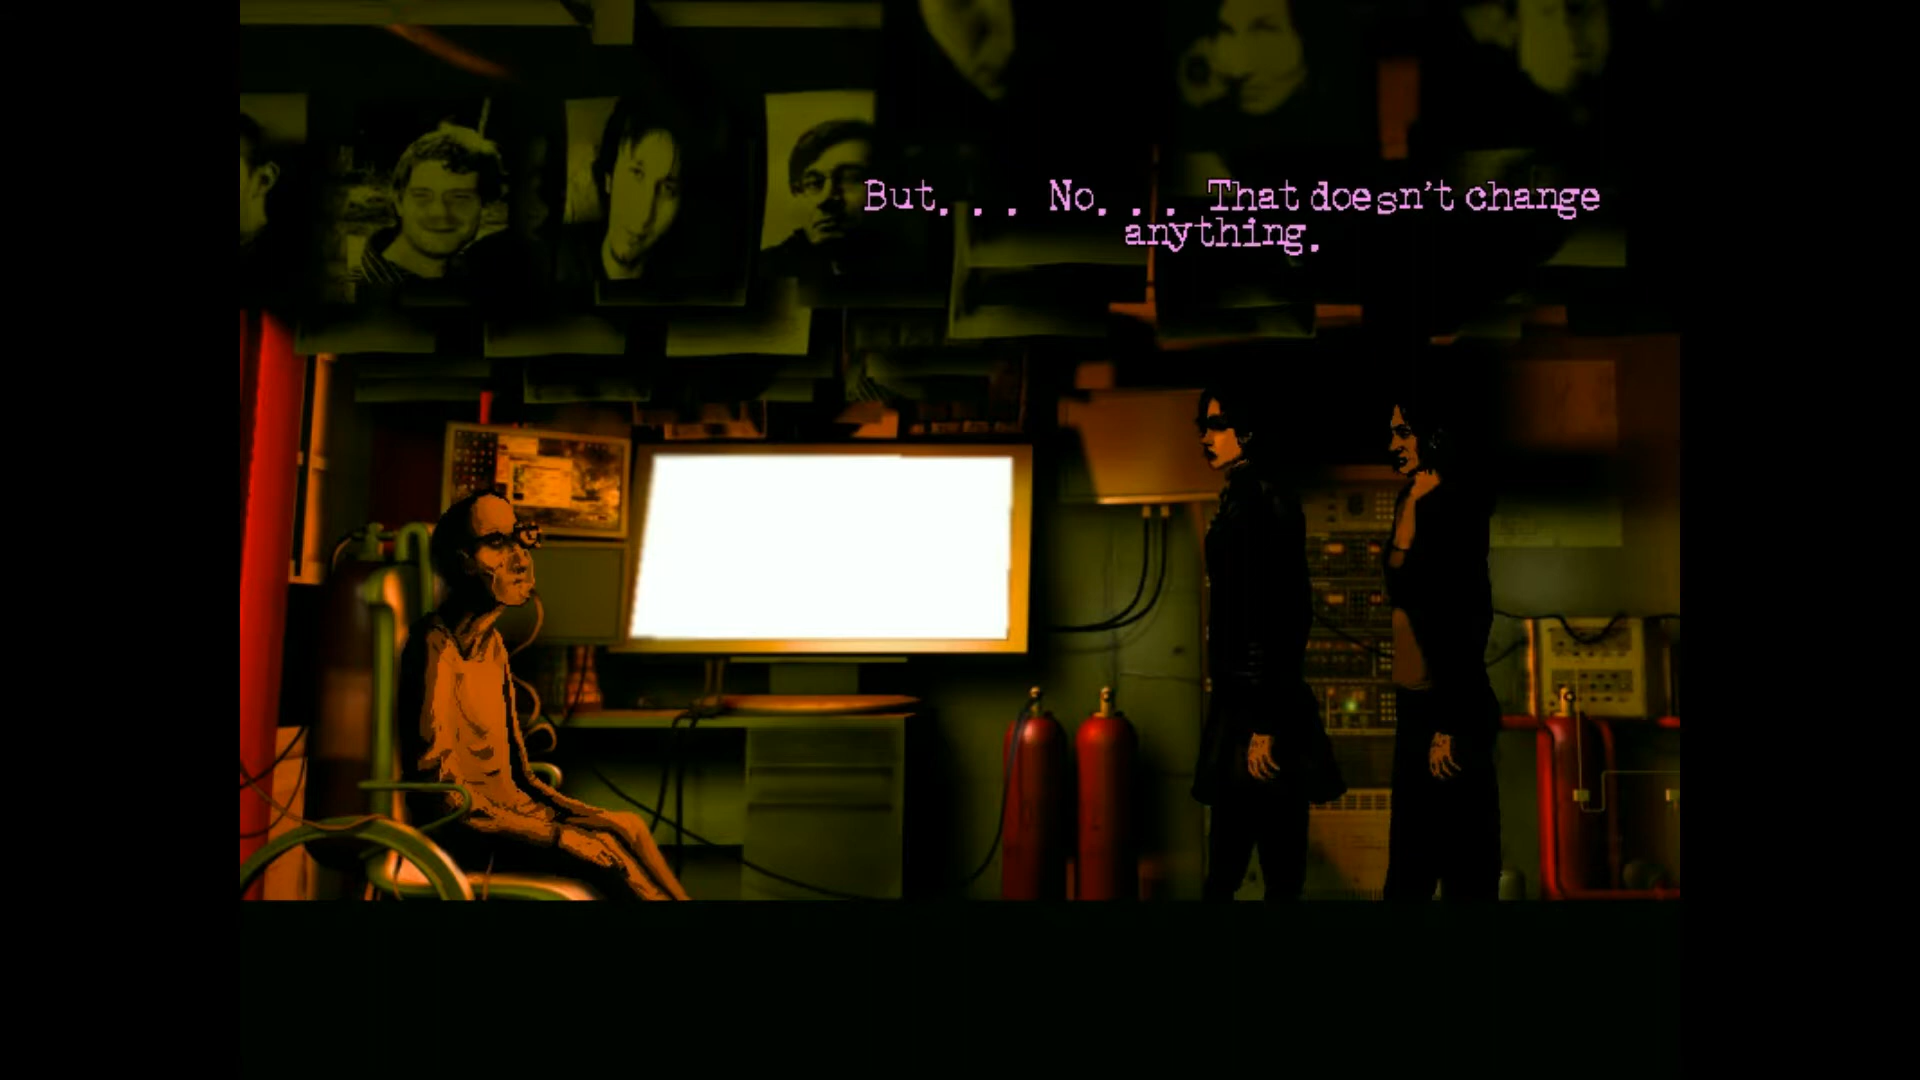 But. . . No. . . That doesn't change
anything.